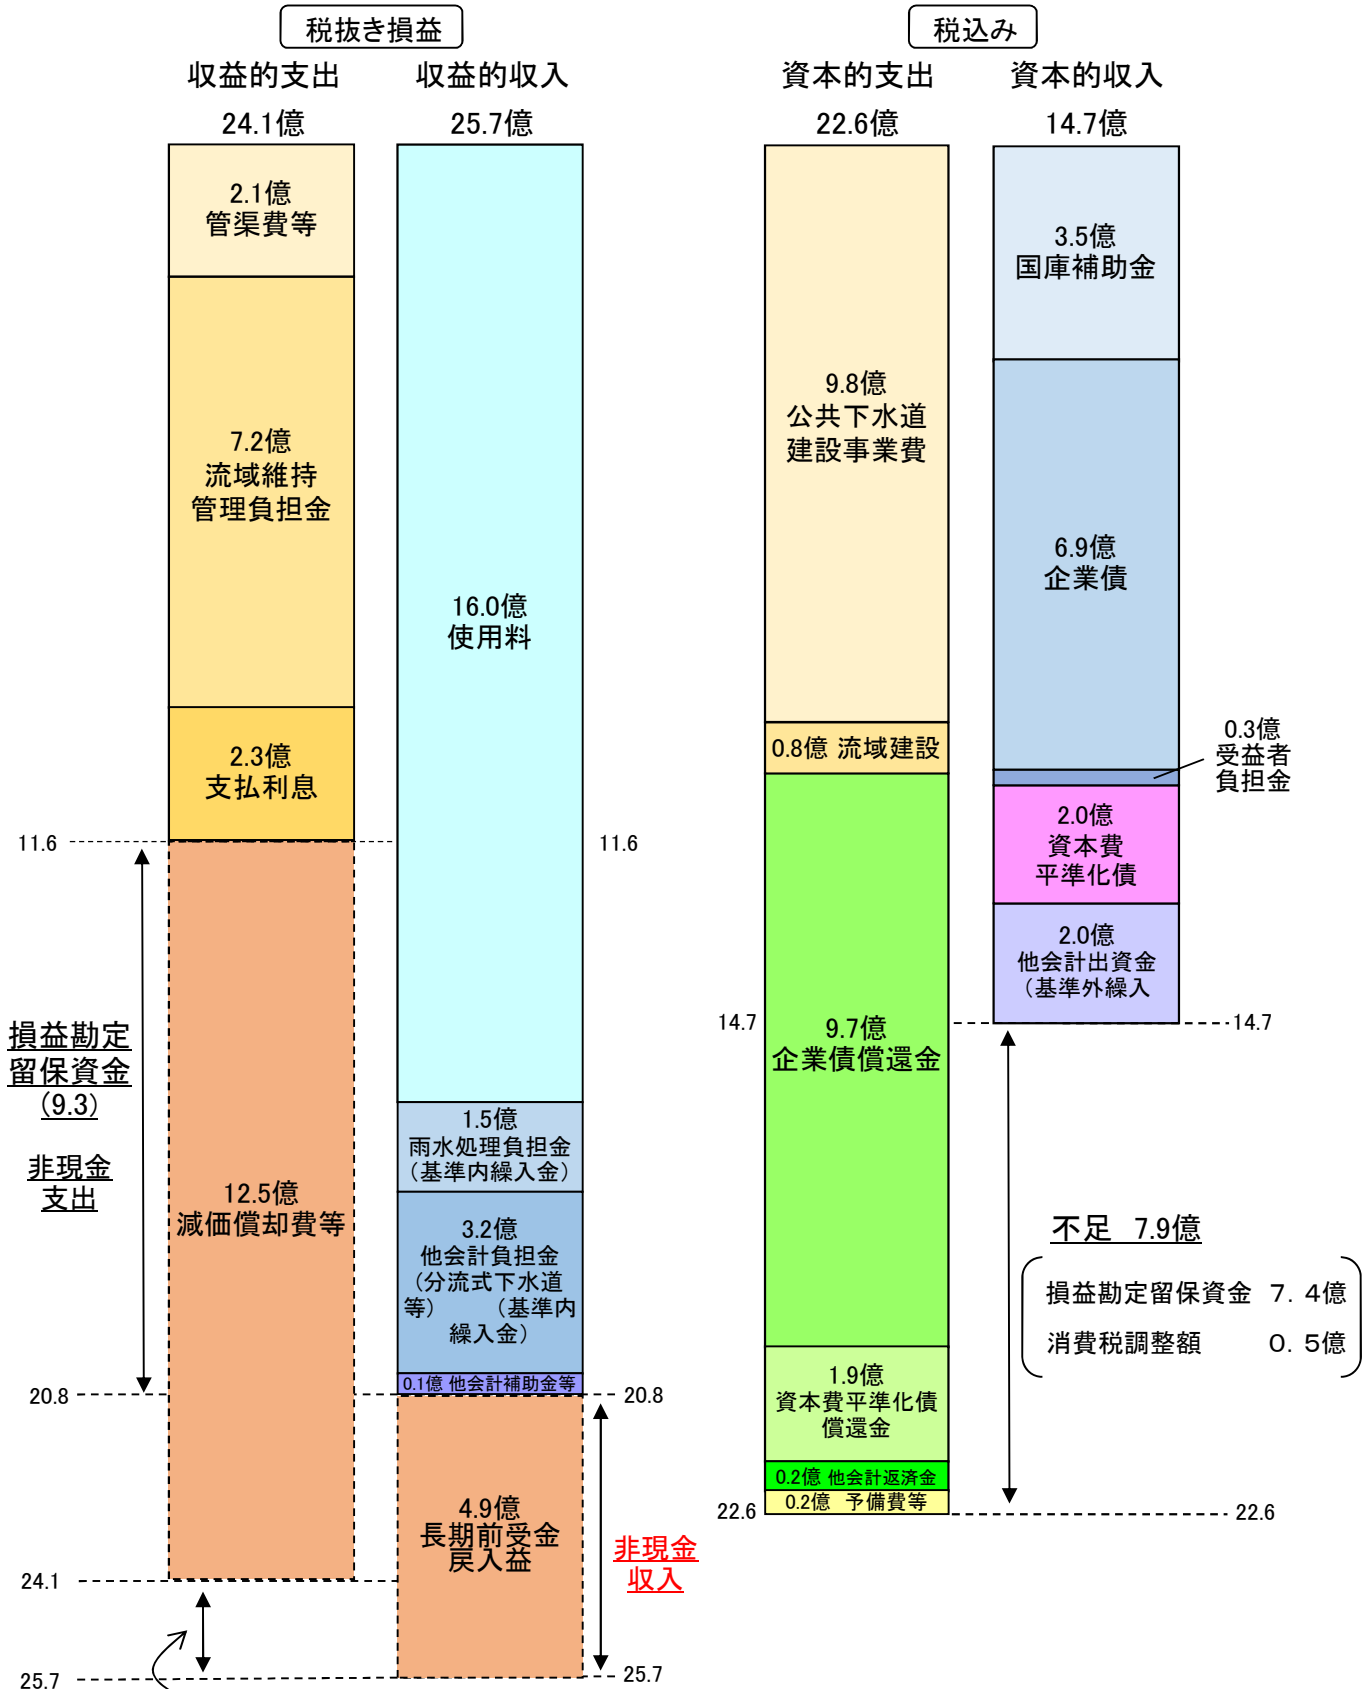 税抜き損益
収益的支出
24.1億
2.1億
管渠費等
7.2億
流域維持
管理負担金
2.3億
支払利息
11.6
損益勘定
留保資金
(9.3)
非現金
支出
12.5億
減価償却費等
20.8
24.1
25.7
収益的収入
25.7億
16.0億
使用料
11.6
1.5億
雨水処理負担金
（基準内繰入金）
3.2億
他会計負担金
（分流式下水道
等）　　（基準内
繰入金）
0.1億 他会計補助金等
20.8
4.9億
長期前受金
戻入益
非現金
収入
25.7
税込み
資本的支出
22.6億
9.8億
公共下水道
建設事業費
0.8億 流域建設
14.7
9.7億
企業債償還金
1.9億
資本費平準化債
償還金
0.2億 他会計返済金
0.2億 予備費等
22.6
資本的収入
14.7億
3.5億
国庫補助金
6.9億
企業債
0.3億
受益者
負担金
2.0億
資本費
平準化債
2.0億
他会計出資金
（基準外繰入
14.7
不足 7.9億
損益勘定留保資金 ７．４億
消費税調整額 ０．５億
22.6